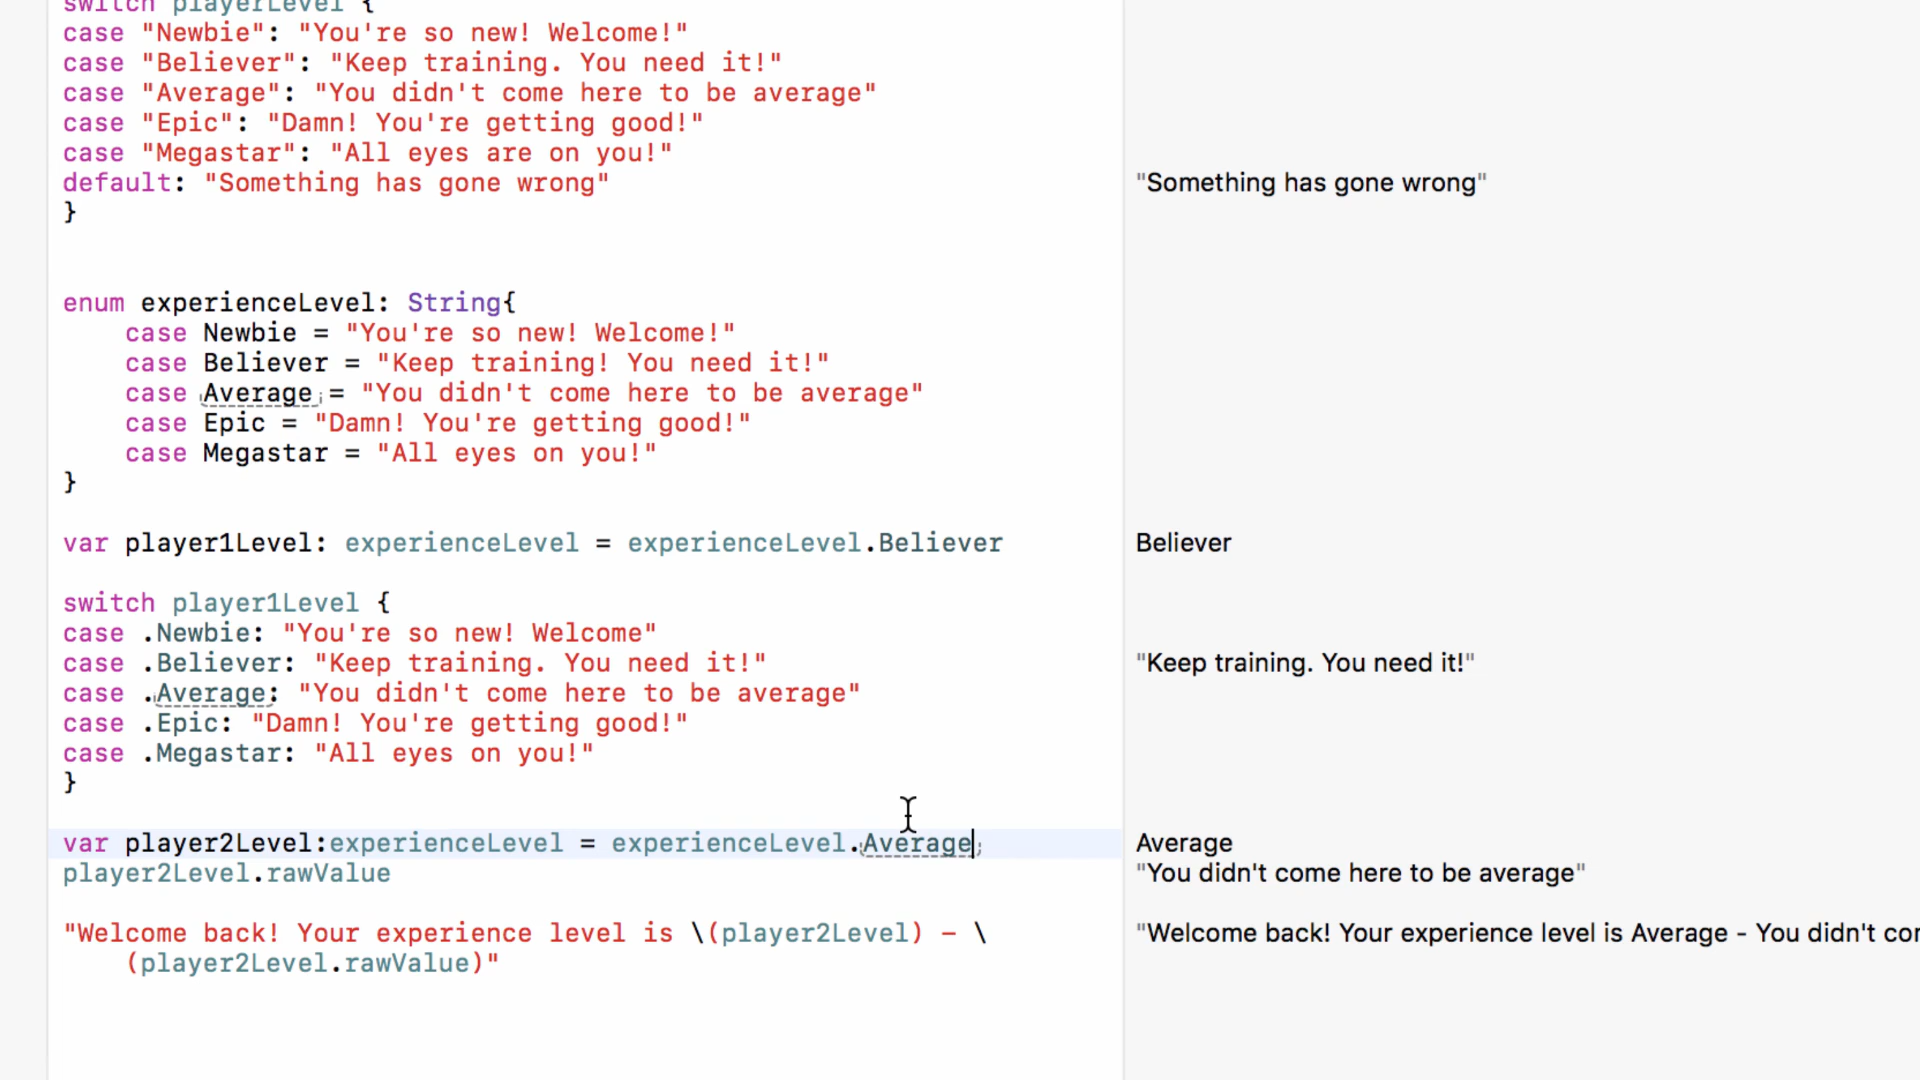 switch playerLevel {
case "Newbie": "You're so new! Welcome!"
case "Believer": "Keep training. You need it!"
case "Average": "You didn't come here to be average"
case "Epic": "Damn! You're getting good!"
case "Megastar": "All eyes are on you!"
default: "Something has gone wrong"
"Something has gone wrong"
}
enum experienceLevel: String{
case Newbie = "You're so new! Welcome!"
case Believer = "Keep training! You need it!"
case Average = "You didn't come here to be average"
case Epic = "Damn! You're getting good!"
case Megastar = "All eyes on you!"
}
var player1Level: experienceLevel = experienceLevel.Believer
Believer
switch player1Level {
case .Newbie: "You're so new! Welcome"
case .Believer: "Keep training. You need it!"
"Keep training. You need it!"
case .Average: "You didn't come here to be average"
case .Epic: "Damn! You're getting good!"
case .Megastar: "All eyes on you!"
}
var player2Level:experienceLevel = experienceLevel.Average
Average
player2Level.rawValue
"You didn't come here to be average"
"Welcome back! Your experience level is \(player2Level) - \
"Welcome back! Your experience level is Average - You didn't
(player2Level.rawValue)"